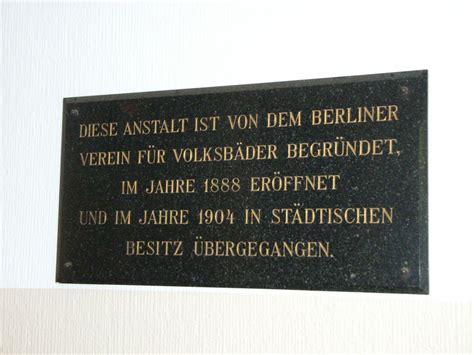 DIESE ANSTALT IST VON DEM BERLINER
VEREIN FÜR VOLKSBÄDER BEGRÜNDET,
IM JAHRE 1888 ERÖFFNET
UND IM JAHRE 1904 IN STÄDTISCHEN
BESITZ ÜBERGEGANGEN.